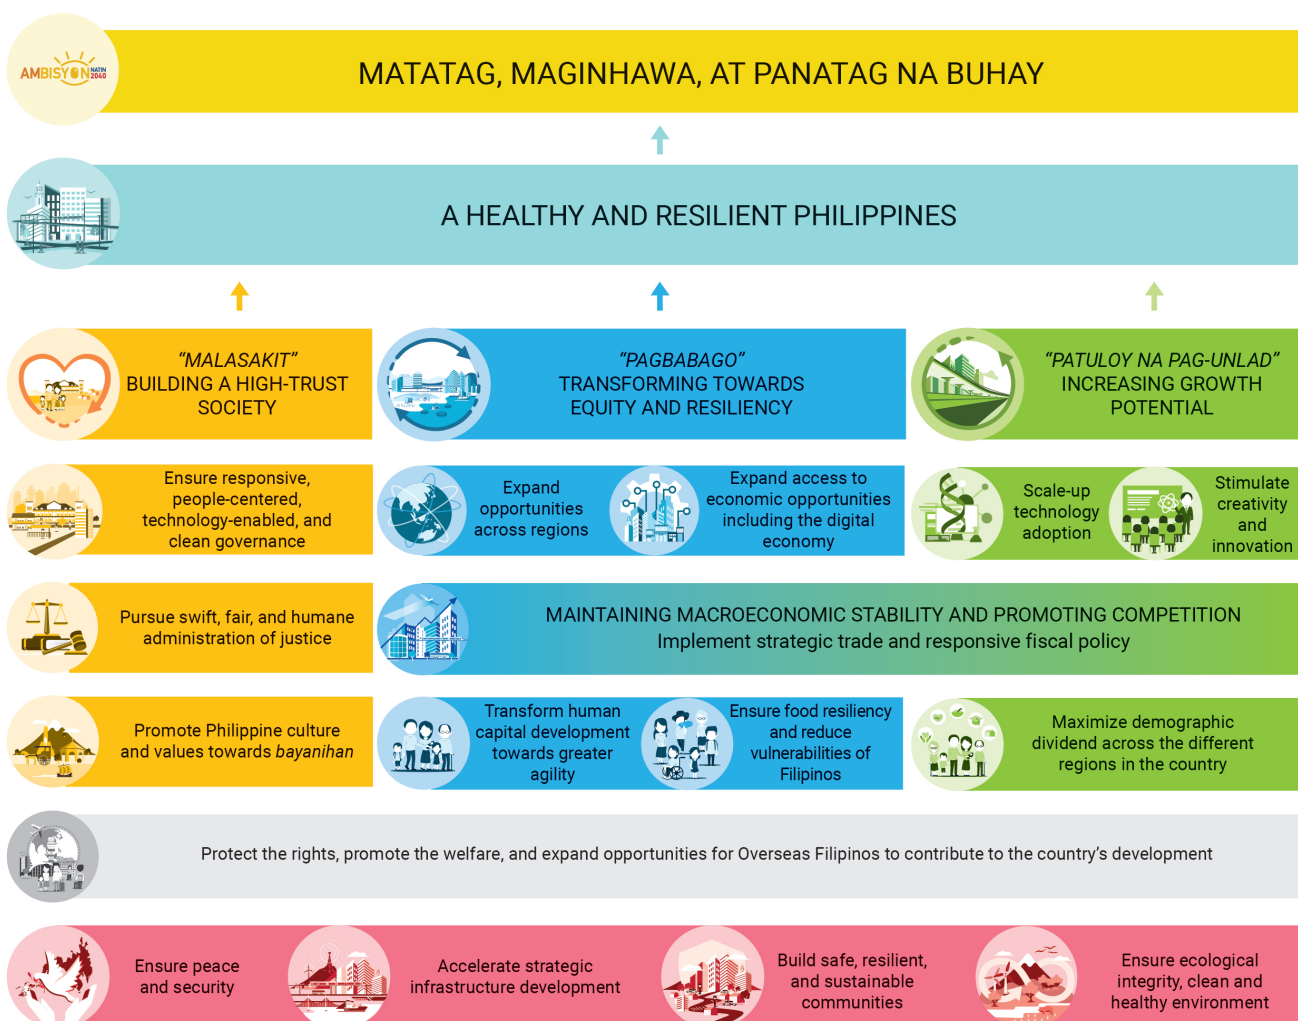 AMBISYON NATIN 2040
MATATAG, MAGINHAWA, AT PANATAG NA BUHAY
A HEALTHY AND RESILIENT PHILIPPINES
“MALASAKIT”
BUILDING A HIGH-TRUST
SOCIETY
“PAGBABAGO”
TRANSFORMING TOWARDS
EQUITY AND RESILIENCY
“PATULOY NA PAG-UNLAD”
INCREASING GROWTH
POTENTIAL
Ensure responsive,
people-centered,
technology-enabled, and
clean governance
Expand
opportunities
across regions
Expand access to
economic opportunities
including the digital
economy
Scale-up
technology
adoption
Stimulate
creativity
and
innovation
Pursue swift, fair, and humane
administration of justice
MAINTAINING MACROECONOMIC STABILITY AND PROMOTING COMPETITION
Implement strategic trade and responsive fiscal policy
Promote Philippine culture
and values towards bayanihan
Transform human
capital development
towards greater
agility
Ensure food resiliency
and reduce
vulnerabilities of
Filipinos
Maximize demographic
dividend across the different
regions in the country
Protect the rights, promote the welfare, and expand opportunities for Overseas Filipinos to contribute to the country’s development
Ensure peace
and security
Accelerate strategic
infrastructure development
Build safe, resilient,
and sustainable
communities
Ensure ecological
integrity, clean and
healthy environment